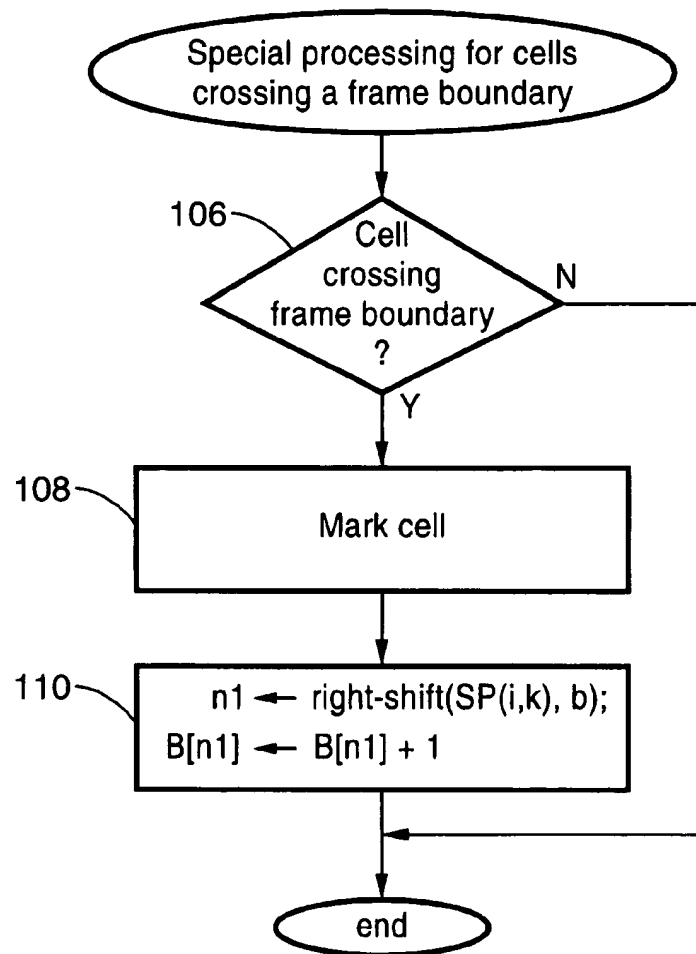 Special processing for cells
crossing a frame boundary
106
Cell
crossing
frame boundary
?
N
Y
108
Mark cell
110
n1 ← right-shift(SP(i,k), b);
B[n1] ← B[n1] + 1
end